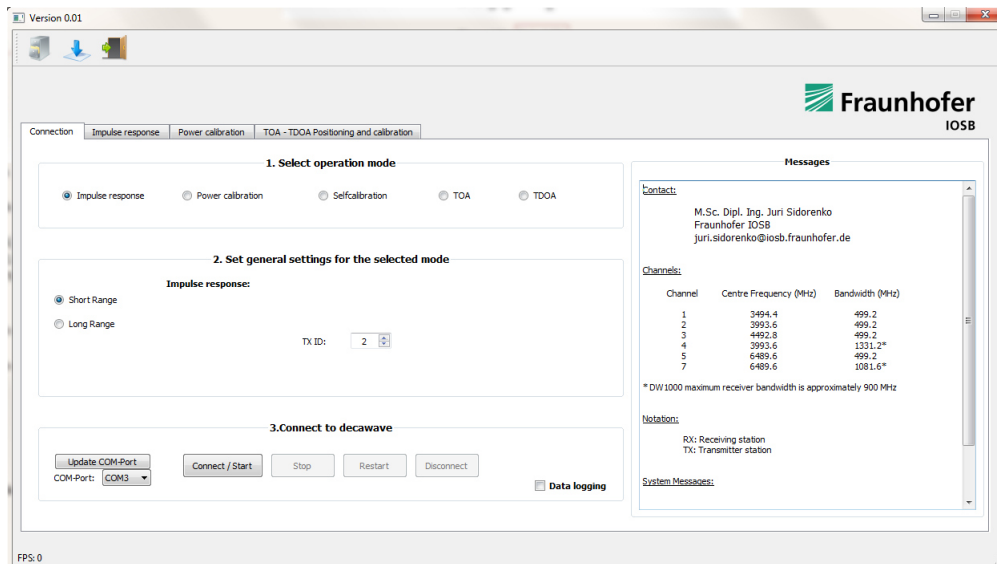 Version 0.01
Fraunhofer
IOSB
Connection Impulse response Power calibration TOA - TDOA Positioning and calibration
1. Select operation mode
Impulse response Power calibration Selfcalibration TOA TDOA
2. Set general settings for the selected mode
Impulse response:
Short Range
Long Range
TX ID: 2
3.Connect to decawave
Update COM-Port
COM-Port: COM3
Connect / Start Stop Restart Disconnect
Data logging
Messages
Contact:
M.Sc. Dipl. Ing. Juri Sidorenko
Fraunhofer IOSB
juri.sidorenko@iosb.fraunhofer.de
Channels:
Channel Centre Frequency (MHz) Bandwidth (MHz)
1 3494.4 499.2
2 3993.6 499.2
3 4492.8 499.2
4 3993.6 1331.2*
5 6489.6 499.2
7 6489.6 1081.6*
* DW1000 maximum receiver bandwidth is approximately 900 MHz
Notation:
RX: Receiving station
TX: Transmitter station
System Messages:
FPS: 0